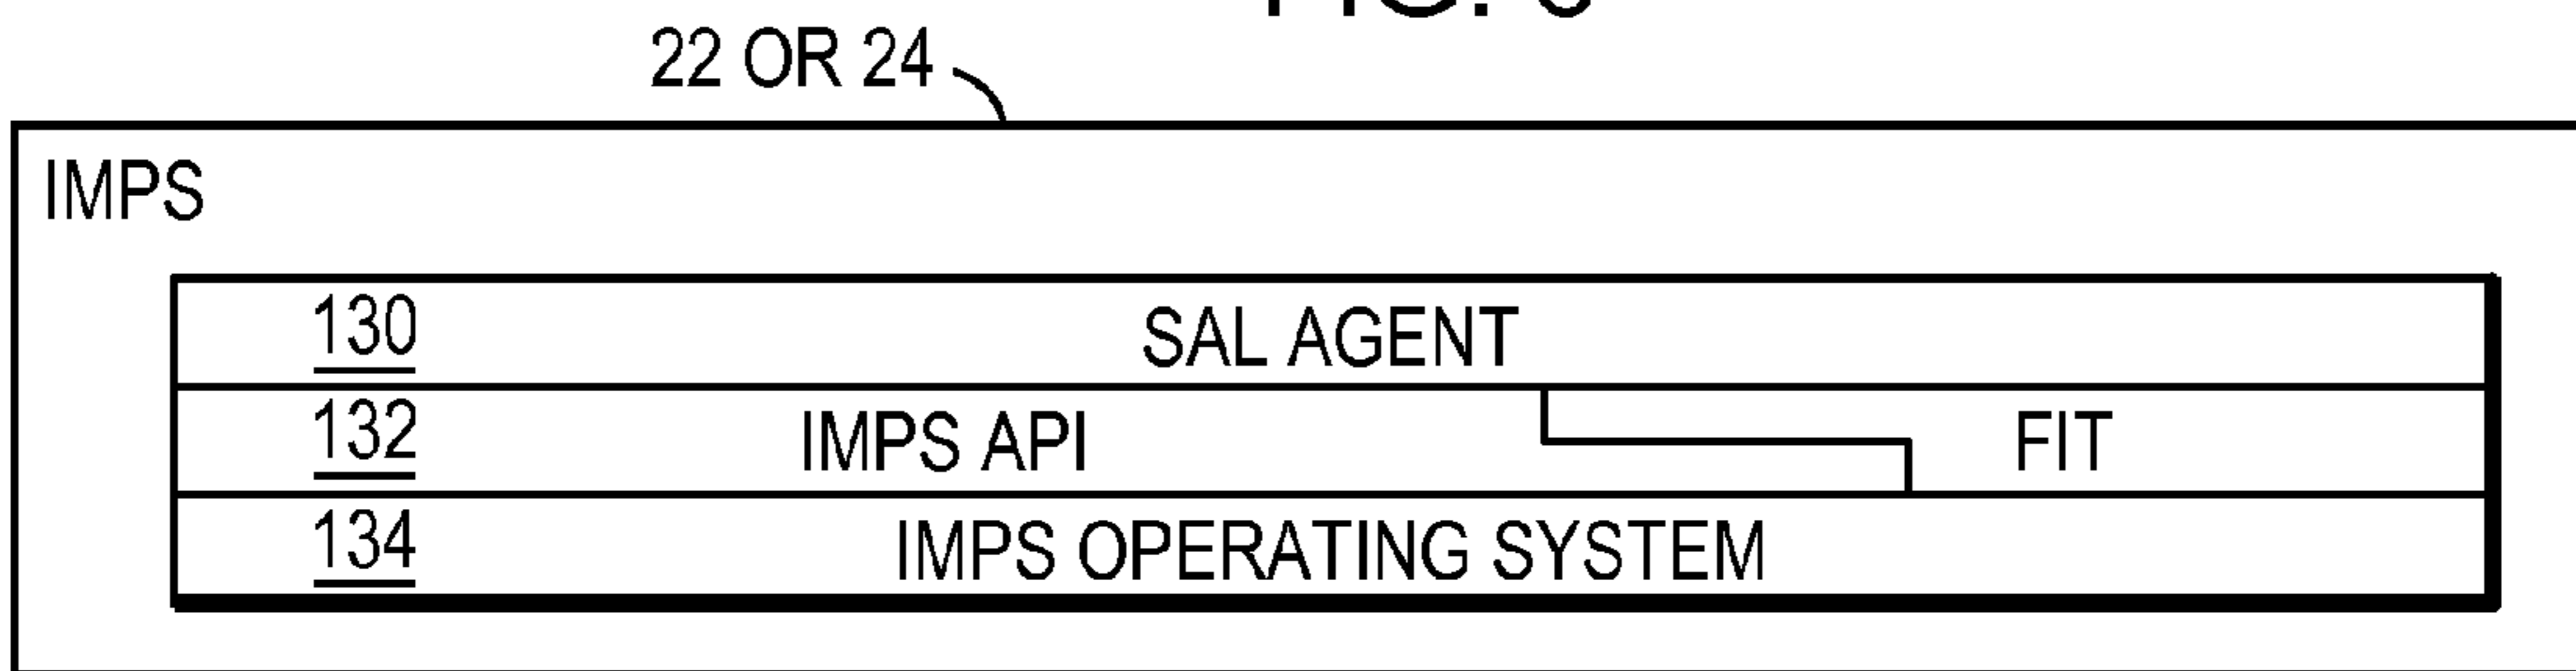 22 OR 24
IMPS
130 SAL AGENT
132 IMPS API FIT
134 IMPS OPERATING SYSTEM